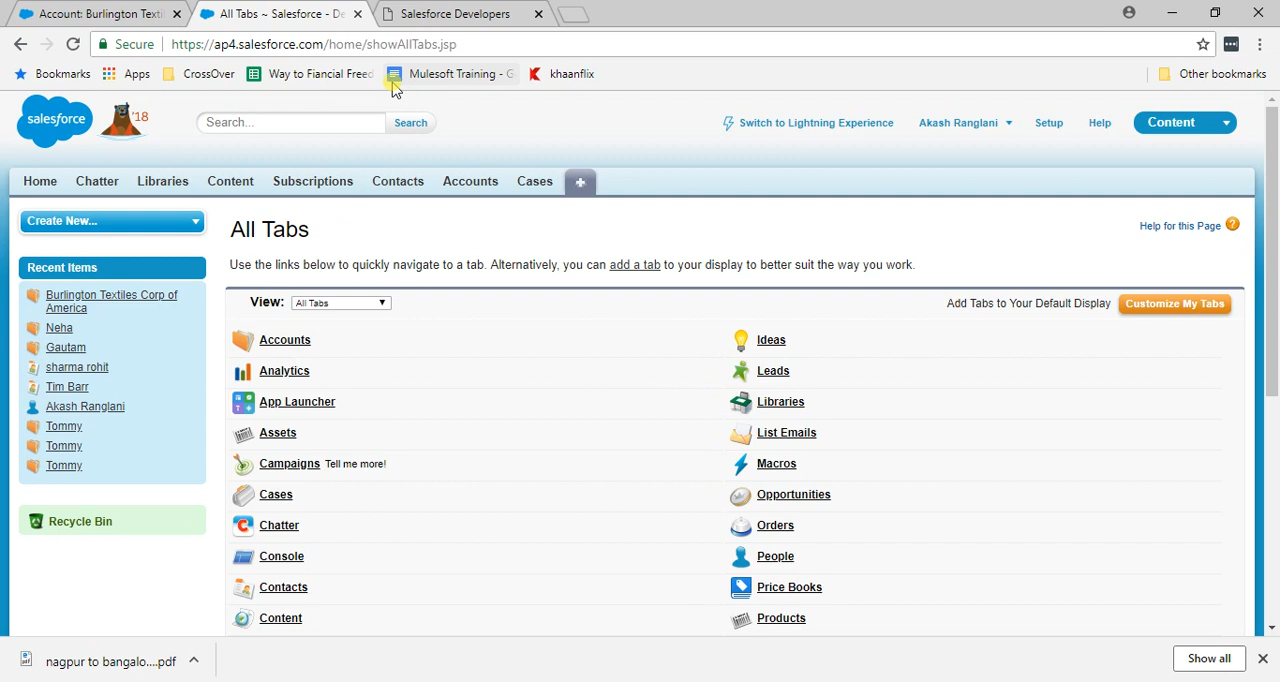 Account: Burlington Texti
All Tabs ~ Salesforce - De
Salesforce Developers
Secure
https://ap4.salesforce.com/home/showAllTabs.jsp
Bookmarks
Apps
CrossOver
Way to Fiancial Freed
Mulesoft Training - G
khaanflix
Other bookmarks
salesforce
'18
Search...
Search
Switch to Lightning Experience
Akash Ranglani
Setup
Help
Content
Home
Chatter
Libraries
Content
Subscriptions
Contacts
Accounts
Cases
Create New...
Recent Items
Burlington Textiles Corp of
America
Neha
Gautam
sharma rohit
Tim Barr
Akash Ranglani
Tommy
Tommy
Tommy
Recycle Bin
All Tabs
Help for this Page
Use the links below to quickly navigate to a tab. Alternatively, you can add a tab to your display to better suit the way you work.
View:
All Tabs
Add Tabs to Your Default Display
Customize My Tabs
Accounts
Analytics
App Launcher
Assets
Campaigns Tell me more!
Cases
Chatter
Console
Contacts
Content
Ideas
Leads
Libraries
List Emails
Macros
Opportunities
Orders
People
Price Books
Products
nagpur to bangalo....pdf
Show all